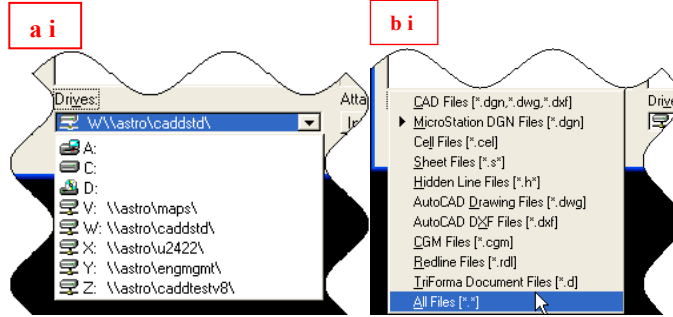 a i
b i
Drives:
W\\astro\caddstd\
A:
C:
D:
V: \\astro\maps\
W: \\astro\caddstd\
X: \\astro\u2422\
Y: \\astro\engmgmt\
Z: \\astro\caddtestv8\
Atta
CAD Files [*.dgn,*.dwg,*.dxf]
MicroStation DGN Files [*.dgn]
Cell Files [*.cel]
Sheet Files [*.s*]
Hidden Line Files [*.h*]
AutoCAD Drawing Files [*.dwg]
AutoCAD DXF Files [*.dxf]
CGM Files [*.cgm]
Redline Files [*.rdl]
TriForma Document Files [*.d]
All Files [*.*]
Drive